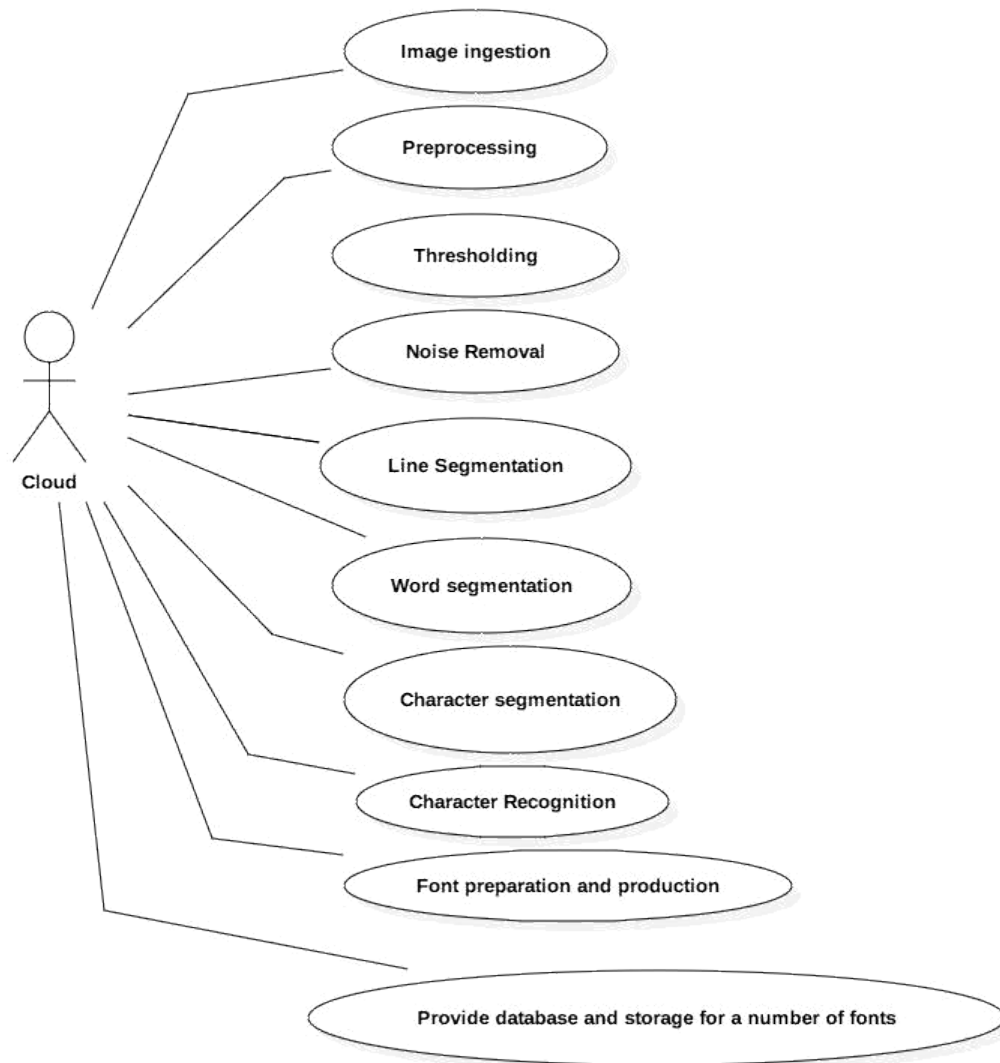 Image ingestion
Preprocessing
Thresholding
Noise Removal
Line Segmentation
Cloud
Word segmentation
Character segmentation
Character Recognition
Font preparation and production
Provide database and storage for a number of fonts